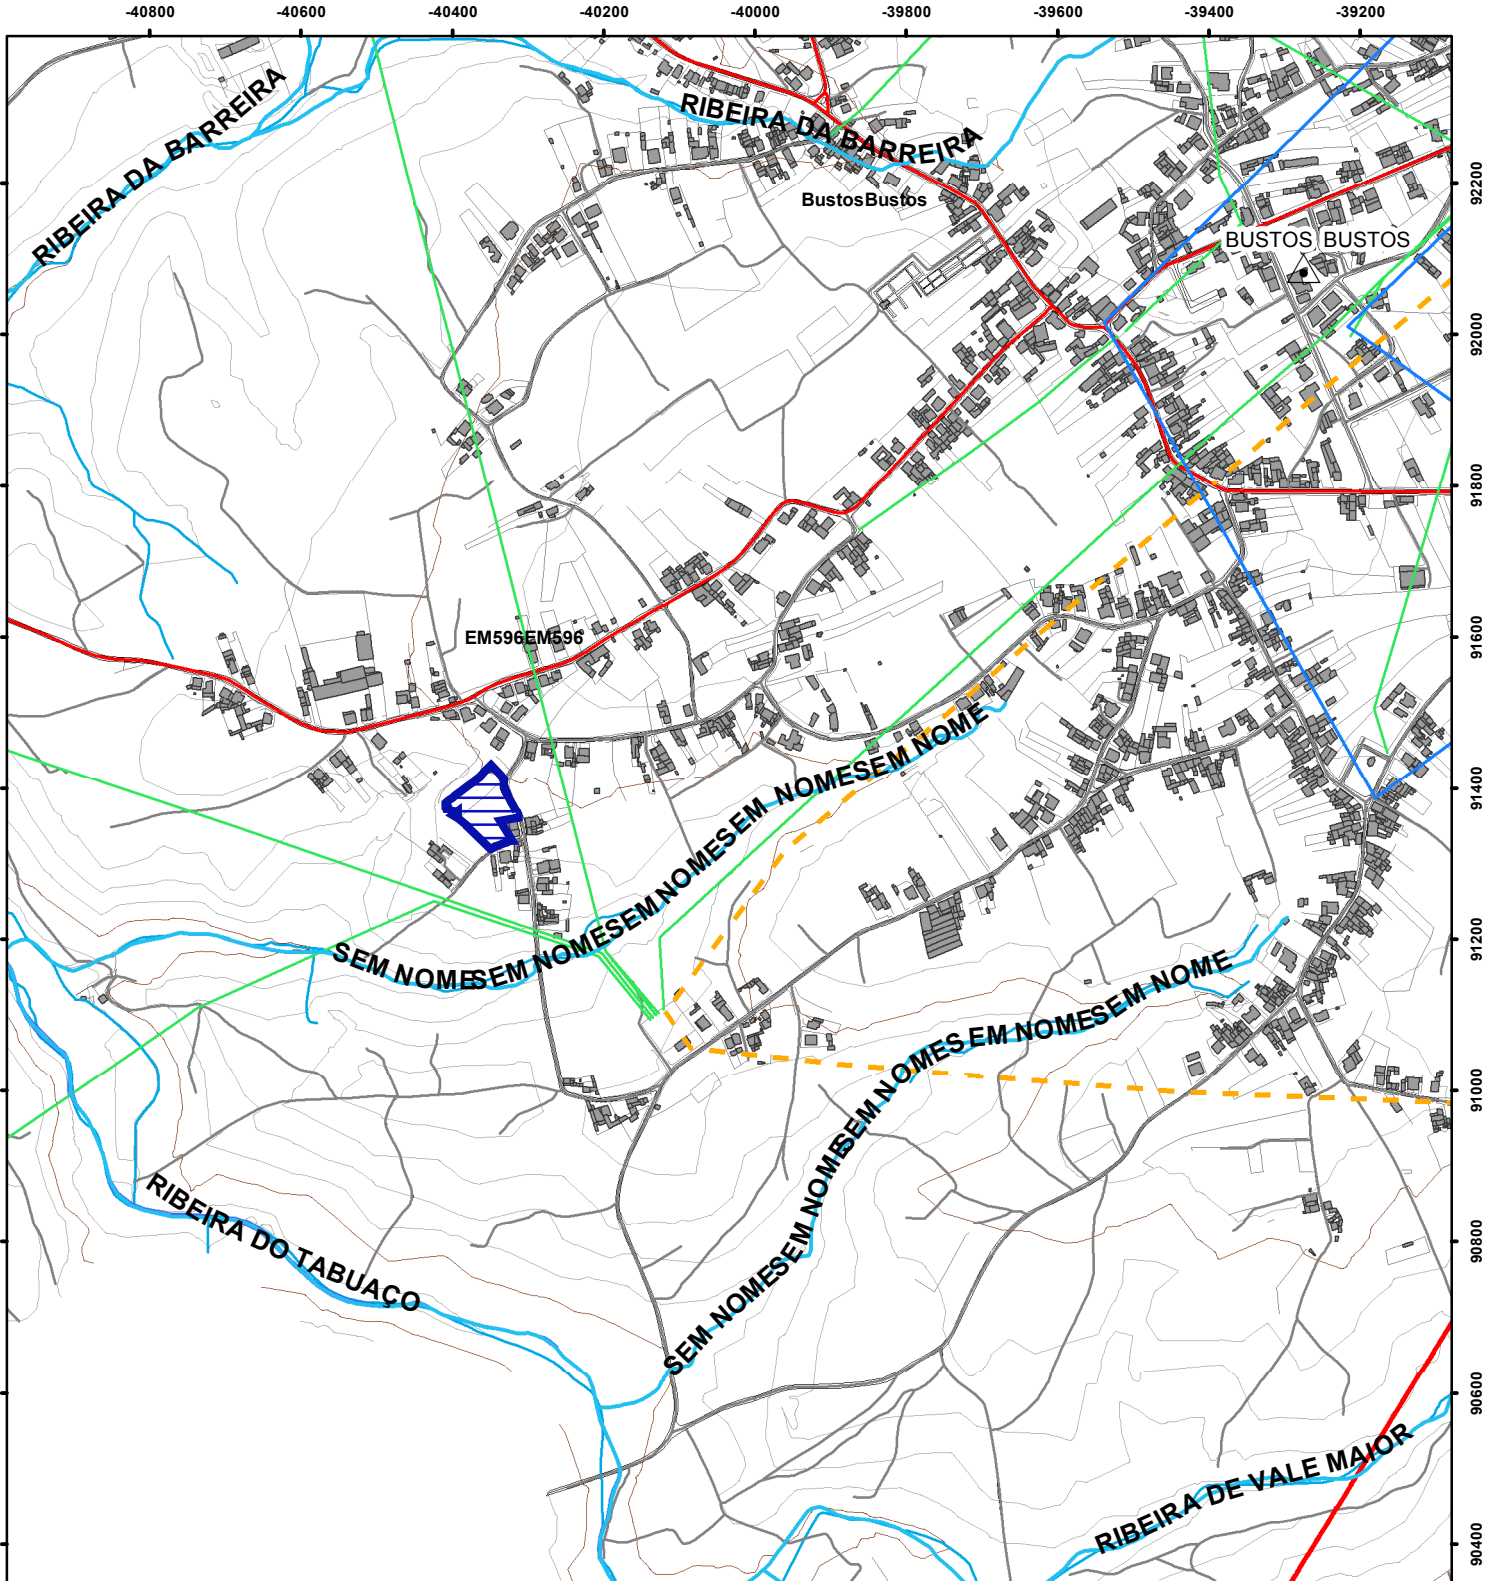 -40800 -40600 -40400 -40200 -40000 -39800 -39600 -39400 -39200
RIBEIRA DA BARREIRA
RIBEIRA DA BARREIRA
BustosBustos
92200
BUSTOS BUSTOS
92000
91800
EM596EM596
91600
91400
SEM NOMESEM NOMESEM NOMESEM NOMESEM NOMESEM NOME
91200
SEM NOMESEM NOMESEM NOMESEM NOMESEM NOME
91000
RIBEIRA DO TABUAÇO
90800
90600
RIBEIRA DE VALE MAIOR
90400